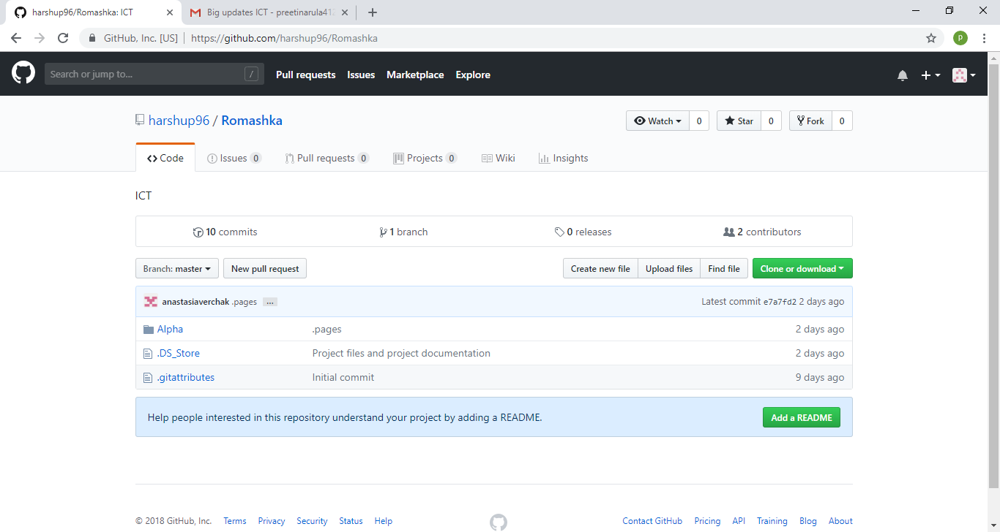 harshup96/Romashka: ICT
Big updates ICT - preetinarula412
GitHub, Inc. [US] | https://github.com/harshup96/Romashka
p
Search or jump to... /
Pull requests Issues Marketplace Explore
harshup96 / Romashka
Watch 0 Star 0 Fork 0
Code Issues 0 Pull requests 0 Projects 0 Wiki Insights
ICT
10 commits 1 branch 0 releases 2 contributors
Branch: master New pull request Create new file Upload files Find file Clone or download
anastasiaverchak .pages ... Latest commit e7a7fd2 2 days ago
Alpha .pages 2 days ago
.DS_Store Project files and project documentation 2 days ago
.gitattributes Initial commit 9 days ago
Help people interested in this repository understand your project by adding a README. Add a README
© 2018 GitHub, Inc. Terms Privacy Security Status Help Contact GitHub Pricing API Training Blog About